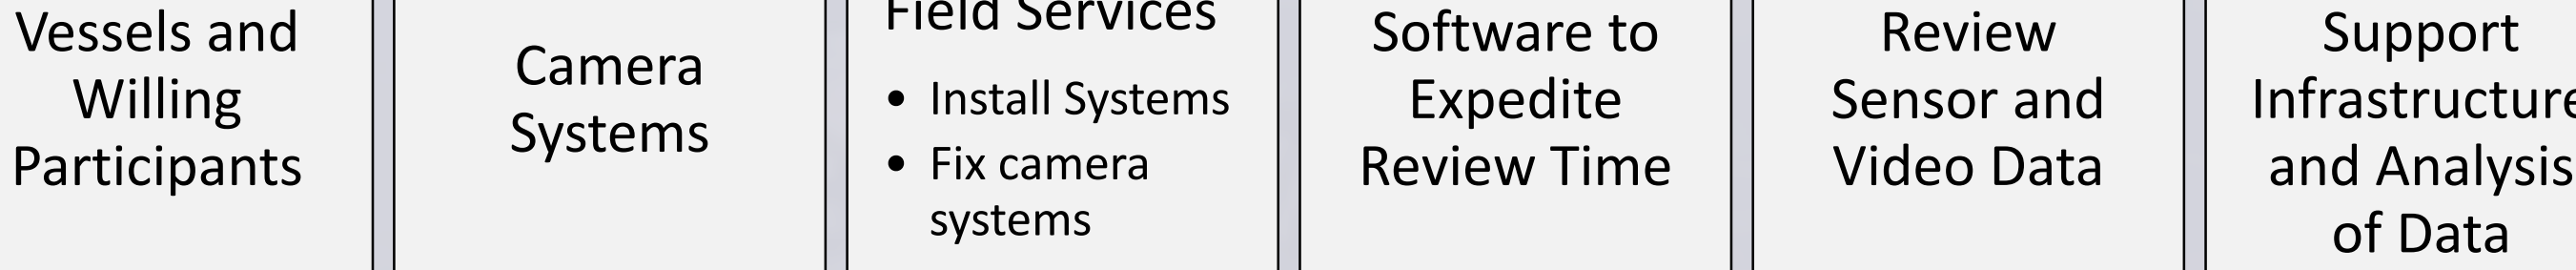 Vessels and
Willing
Participants
Camera
Systems
Field Services
• Install Systems
• Fix camera
systems
Software to
Expedite
Review Time
Review
Sensor and
Video Data
Support
Infrastructure
and Analysis
of Data